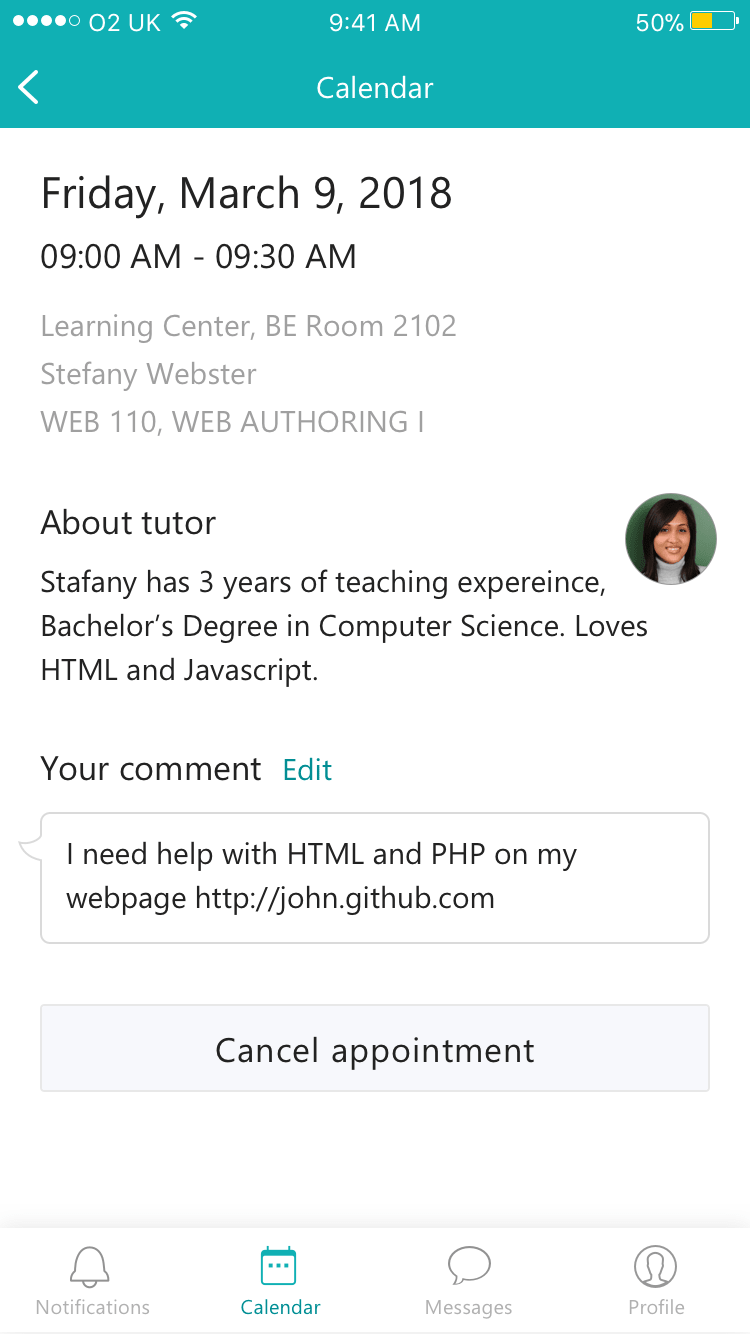 O2 UK 9:41 AM 50%
Calendar
Friday, March 9, 2018
09:00 AM - 09:30 AM
Learning Center, BE Room 2102
Stefany Webster
WEB 110, WEB AUTHORING I
About tutor
Stafany has 3 years of teaching expereince,
Bachelor’s Degree in Computer Science. Loves
HTML and Javascript.
Your comment Edit
I need help with HTML and PHP on my
webpage http://john.github.com
Cancel appointment
Notifications Calendar Messages Profile